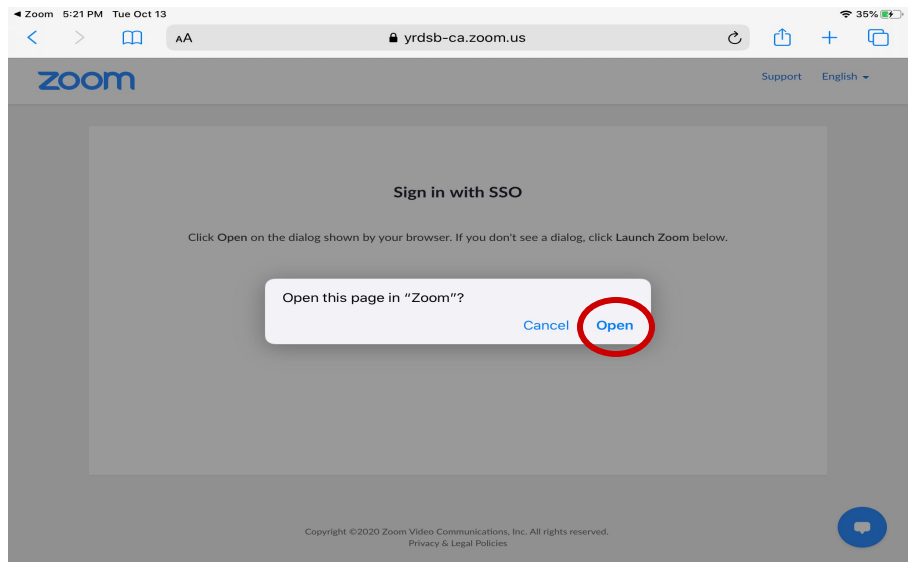 ◄ Zoom 5:21 PM Tue Oct 13 35%
AA yrdsb-ca.zoom.us
zoom Support English
Sign in with SSO
Click Open on the dialog shown by your browser. If you don't see a dialog, click Launch Zoom below.
Open this page in “Zoom”?
Cancel Open
Copyright ©2020 Zoom Video Communications, Inc. All rights reserved.
Privacy & Legal Policies